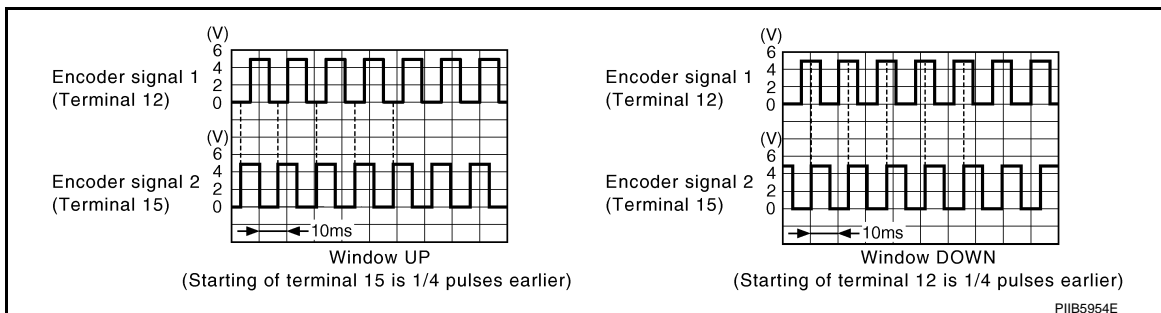 (V)
6
4
2
0
Encoder signal 1
(Terminal 12)
(V)
6
4
2
0
Encoder signal 2
(Terminal 15)
10ms
Window UP
(Starting of terminal 15 is 1/4 pulses earlier)
(V)
6
4
2
0
Encoder signal 1
(Terminal 12)
(V)
6
4
2
0
Encoder signal 2
(Terminal 15)
10ms
Window DOWN
(Starting of terminal 12 is 1/4 pulses earlier)
PIIB5954E